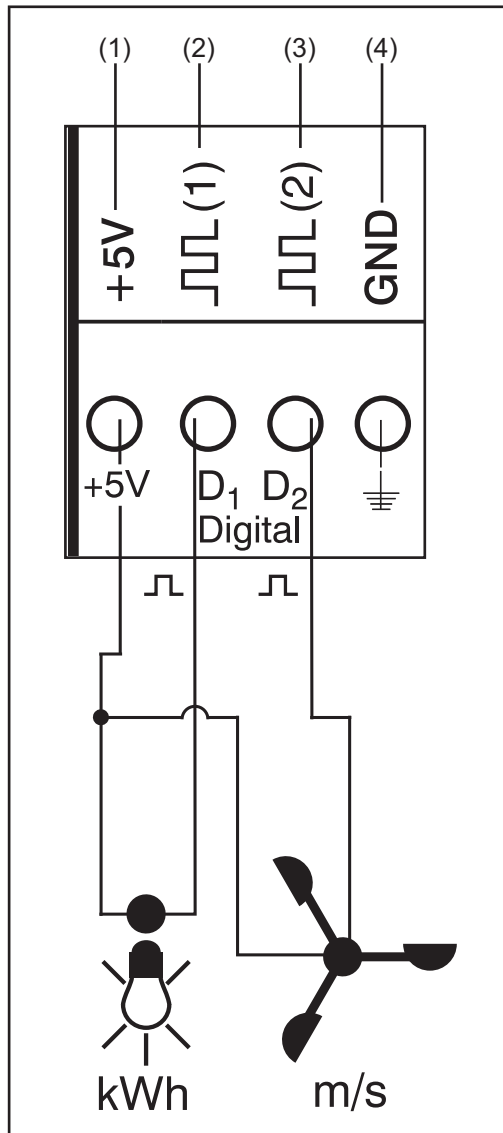 (1) (2) (3) (4)
+5V (1) (2) GND
+5V D₁ D₂
Digital
kWh m/s